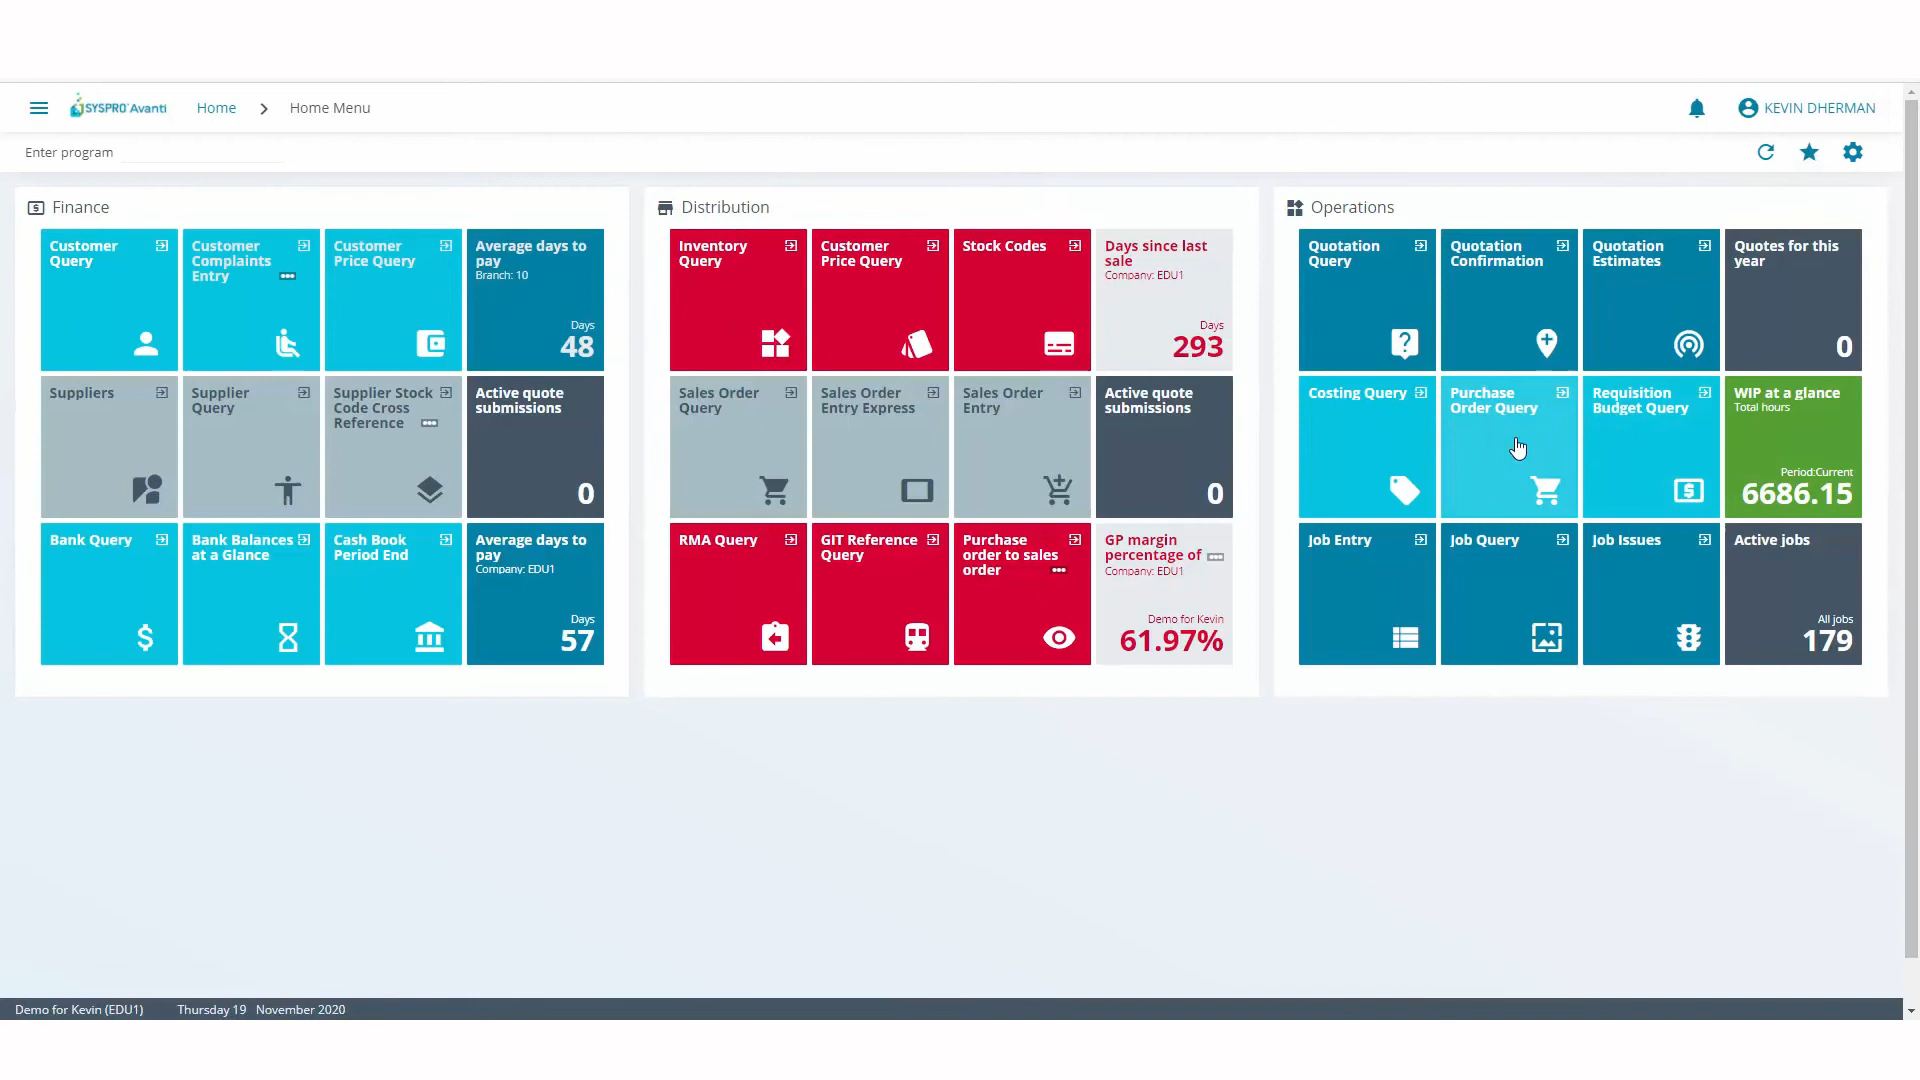 SYSPRO Avanti
Home
Home Menu
KEVIN DHERMAN
Enter program
Finance
Customer
Query
Customer
Complaints
Entry
Customer
Price Query
Average days to
pay
Branch: 10
Days
48
Suppliers
Supplier
Query
Supplier Stock
Code Cross
Reference
Active quote
submissions
0
Bank Query
Bank Balances
at a Glance
Cash Book
Period End
Average days to
pay
Company: EDU1
Days
57
Distribution
Inventory
Query
Customer
Price Query
Stock Codes
Days since last
sale
Company: EDU1
Days
293
Sales Order
Query
Sales Order
Entry Express
Sales Order
Entry
Active quote
submissions
0
RMA Query
GIT Reference
Query
Purchase
order to sales
order
GP margin
percentage of
Company: EDU1
Demo for Kevin
61.97%
Operations
Quotation
Query
Quotation
Confirmation
Quotation
Estimates
Quotes for this
year
0
Costing Query
Purchase
Order Query
Requisition
Budget Query
WIP at a glance
Total hours
Period:Current
6686.15
Job Entry
Job Query
Job Issues
Active jobs
All jobs
179
Demo for Kevin (EDU1)
Thursday 19 November 2020